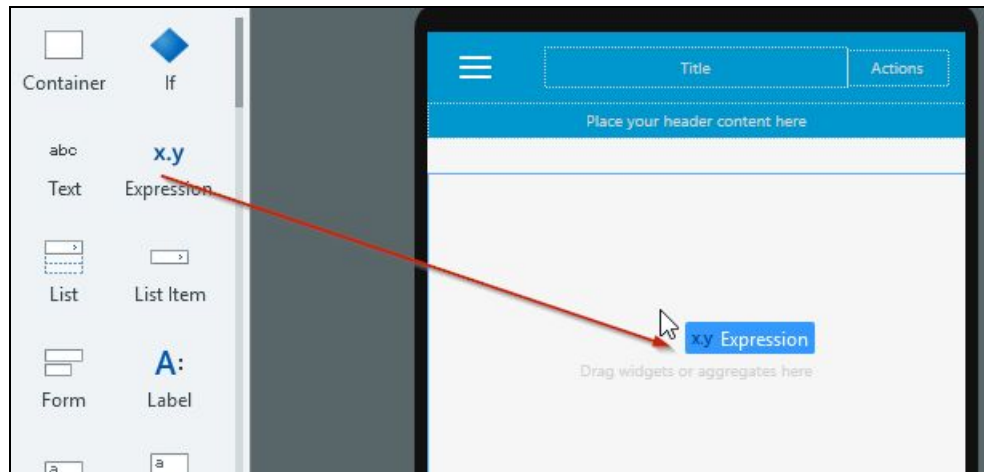 Container If
abc x.y
Text Expression
List List Item
A:
Form Label
a a
Title Actions
Place your header content here
x.y Expression
Drag widgets or aggregates here